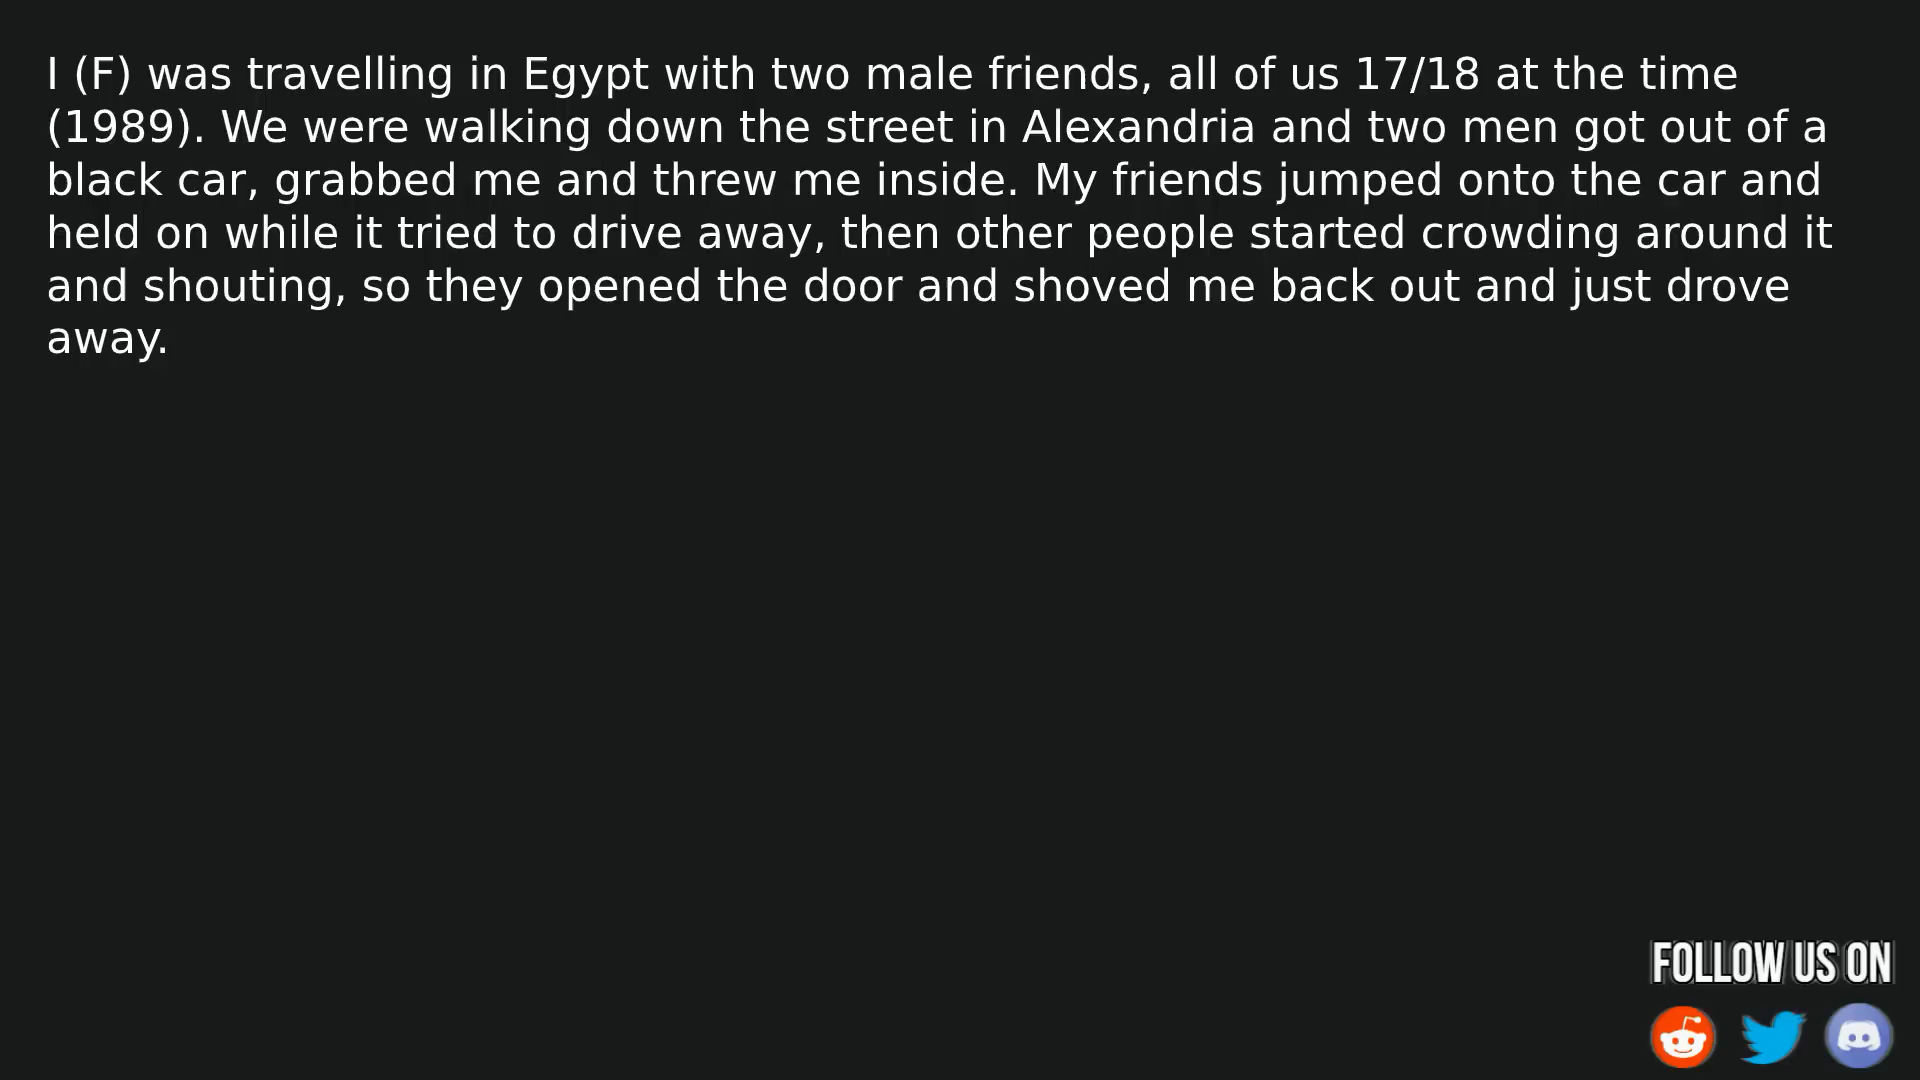 I (F) was travelling in Egypt with two male friends, all of us 17/18 at the time
(1989). We were walking down the street in Alexandria and two men got out of a
black car, grabbed me and threw me inside. My friends jumped onto the car and
held on while it tried to drive away, then other people started crowding around it
and shouting, so they opened the door and shoved me back out and just drove
away.
FOLLOW US ON